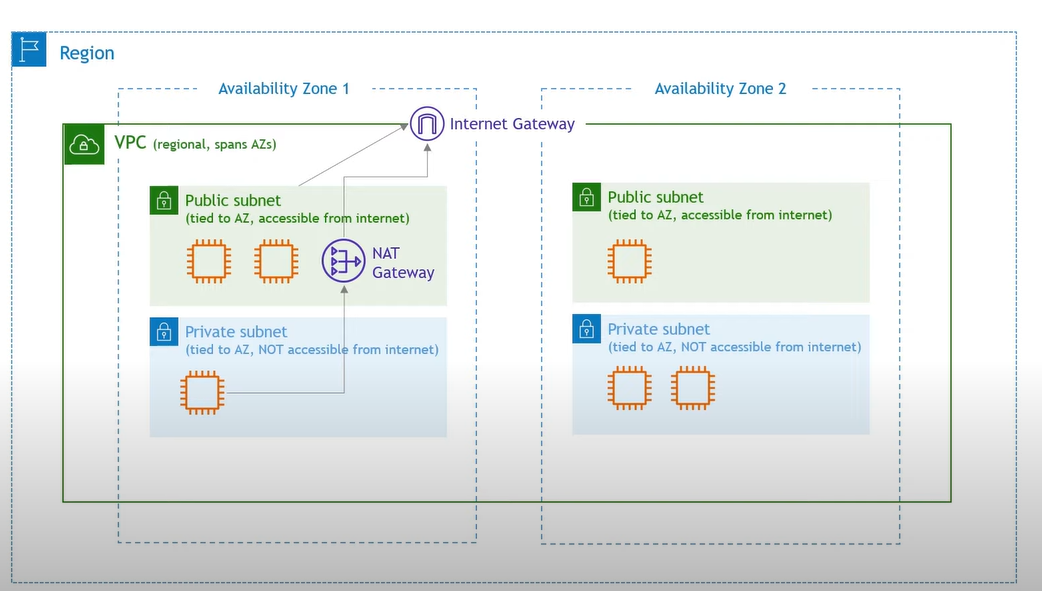 Region
Availability Zone 1
Availability Zone 2
Internet Gateway
VPC (regional, spans AZs)
Public subnet
(tied to AZ, accessible from internet)
NAT
Gateway
Private subnet
(tied to AZ, NOT accessible from internet)
Public subnet
(tied to AZ, accessible from internet)
Private subnet
(tied to AZ, NOT accessible from internet)